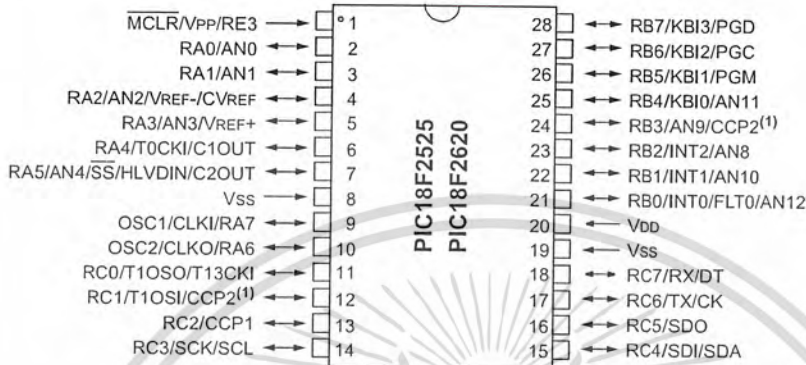 MCLR/VPP/RE3 1 28 RB7/KBI3/PGD
RA0/AN0 2 27 RB6/KBI2/PGC
RA1/AN1 3 26 RB5/KBI1/PGM
RA2/AN2/VREF-/CVREF 4 25 RB4/KBI0/AN11
RA3/AN3/VREF+ 5 24 RB3/AN9/CCP2(1)
RA4/T0CKI/C1OUT 6 23 RB2/INT2/AN8
RA5/AN4/SS/HLVDIN/C2OUT 7 22 RB1/INT1/AN10
VSS 8 21 RB0/INT0/FLT0/AN12
OSC1/CLKI/RA7 9 20 VDD
OSC2/CLKO/RA6 10 19 VSS
RC0/T1OSO/T13CKI 11 18 RC7/RX/DT
RC1/T1OSI/CCP2(1) 12 17 RC6/TX/CK
RC2/CCP1 13 16 RC5/SDO
RC3/SCK/SCL 14 15 RC4/SDI/SDA
PIC18F2525
PIC18F2620